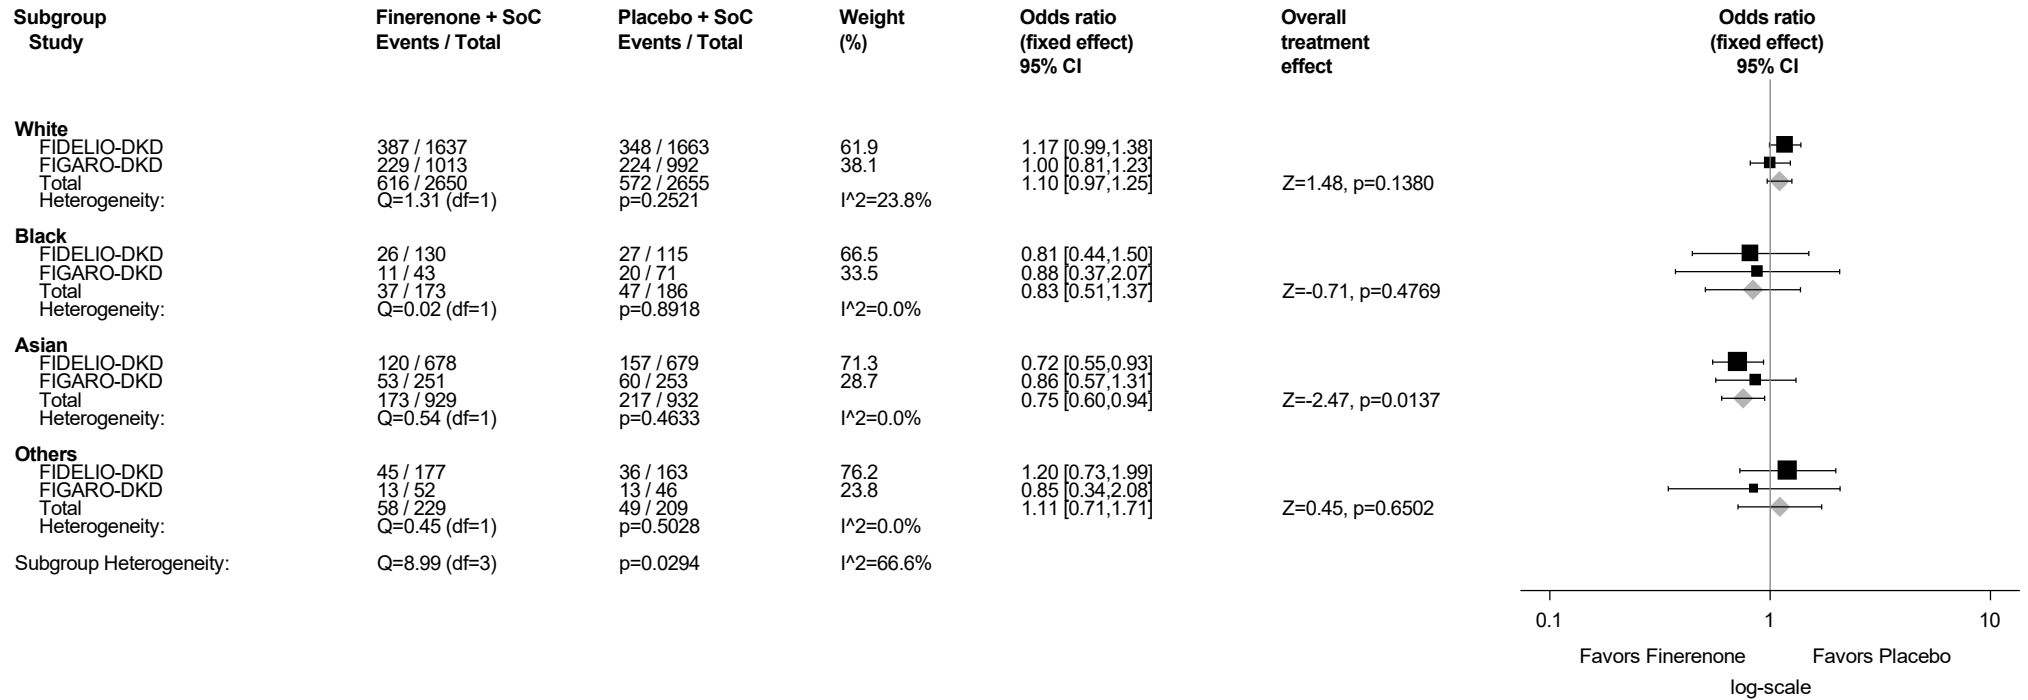 Subgroup Finerenone + SoC Placebo + SoC Weight Odds ratio Overall Odds ratio
Study Events / Total Events / Total (%) (fixed effect) treatment (fixed effect)
95% CI effect 95% CI
White
FIDELIO-DKD 387 / 1637 348 / 1663 61.9 1.17 [0.99,1.38]
FIGARO-DKD 229 / 1013 224 / 992 38.1 1.00 [0.81,1.23]
Total 616 / 2650 572 / 2655 1.10 [0.97,1.25] Z=1.48, p=0.1380
Heterogeneity: Q=1.31 (df=1) p=0.2521 I^2=23.8%
Black
FIDELIO-DKD 26 / 130 27 / 115 66.5 0.81 [0.44,1.50]
FIGARO-DKD 11 / 43 20 / 71 33.5 0.88 [0.37,2.07]
Total 37 / 173 47 / 186 0.83 [0.51,1.37] Z=-0.71, p=0.4769
Heterogeneity: Q=0.02 (df=1) p=0.8918 I^2=0.0%
Asian
FIDELIO-DKD 120 / 678 157 / 679 71.3 0.72 [0.55,0.93]
FIGARO-DKD 53 / 251 60 / 253 28.7 0.86 [0.57,1.31]
Total 173 / 929 217 / 932 0.75 [0.60,0.94] Z=-2.47, p=0.0137
Heterogeneity: Q=0.54 (df=1) p=0.4633 I^2=0.0%
Others
FIDELIO-DKD 45 / 177 36 / 163 76.2 1.20 [0.73,1.99]
FIGARO-DKD 13 / 52 13 / 46 23.8 0.85 [0.34,2.08]
Total 58 / 229 49 / 209 1.11 [0.71,1.71] Z=0.45, p=0.6502
Heterogeneity: Q=0.45 (df=1) p=0.5028 I^2=0.0%
Subgroup Heterogeneity: Q=8.99 (df=3) p=0.0294 I^2=66.6%
0.1 1 10
Favors Finerenone Favors Placebo
log-scale